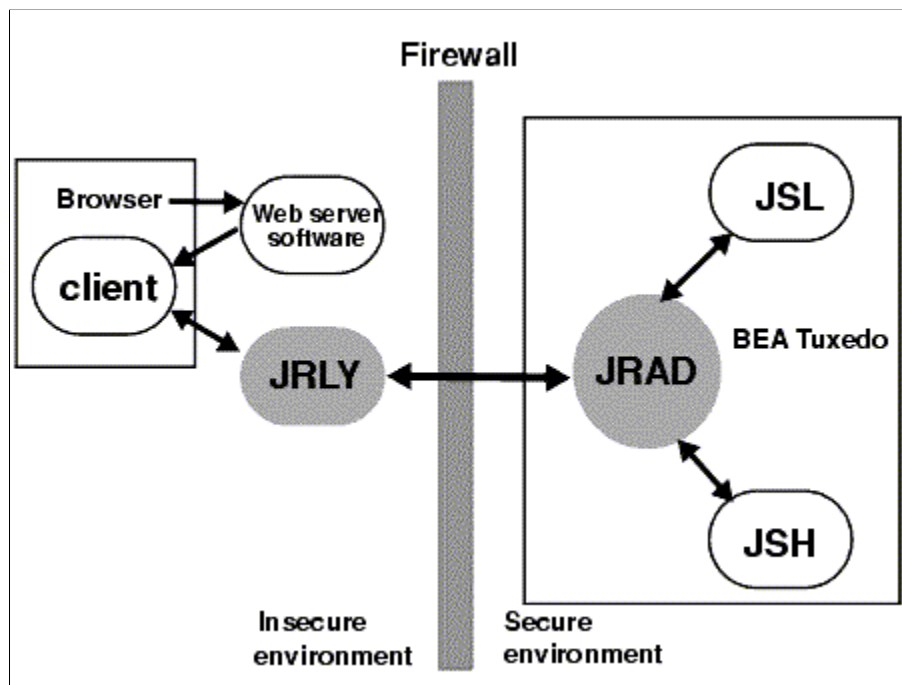 Firewall
Browser
Web server
software
client
JRLY
JSL
BEA Tuxedo
JRAD
JSH
Insecure
environment
Secure
environment